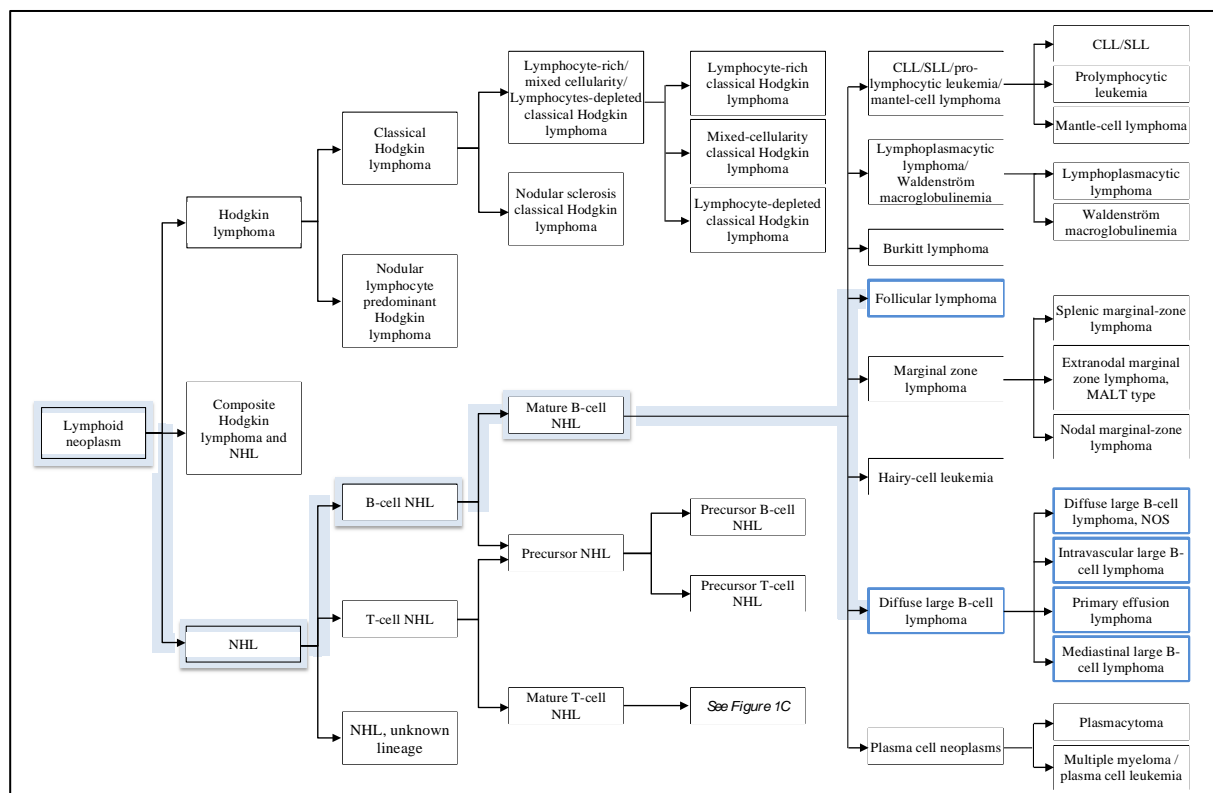 Lymphoid
neoplasm
Hodgkin
lymphoma
Composite
Hodgkin
lymphoma and
NHL
NHL
Classical
Hodgkin
lymphoma
Nodular
lymphocyte
predominant
Hodgkin
lymphoma
B-cell NHL
T-cell NHL
NHL, unknown
lineage
Lymphocyte-rich/
mixed cellularity/
Lymphocytes-depleted
classical Hodgkin
lymphoma
Nodular sclerosis
classical Hodgkin
lymphoma
Mature B-cell
NHL
Precursor NHL
Mature T-cell
NHL
Lymphocyte-rich
classical Hodgkin
lymphoma
Mixed-cellularity
classical Hodgkin
lymphoma
Lymphocyte-depleted
classical Hodgkin
lymphoma
Precursor B-cell
NHL
Precursor T-cell
NHL
See Figure 1C
CLL/SLL/pro-
lymphocytic leukemia/
mantel-cell lymphoma
Lymphoplasmacytic
lymphoma/
Waldenström
macroglobulinemia
Burkitt lymphoma
Follicular lymphoma
Marginal zone
lymphoma
Hairy-cell leukemia
Diffuse large B-cell
lymphoma
Plasma cell neoplasms
CLL/SLL
Prolymphocytic
leukemia
Mantle-cell lymphoma
Lymphoplasmacytic
lymphoma
Waldenström
macroglobulinemia
Splenic marginal-zone
lymphoma
Extranodal marginal
zone lymphoma,
MALT type
Nodal marginal-zone
lymphoma
Diffuse large B-cell
lymphoma, NOS
Intravascular large B-
cell lymphoma
Primary effusion
lymphoma
Mediastinal large B-
cell lymphoma
Plasmacytoma
Multiple myeloma /
plasma cell leukemia